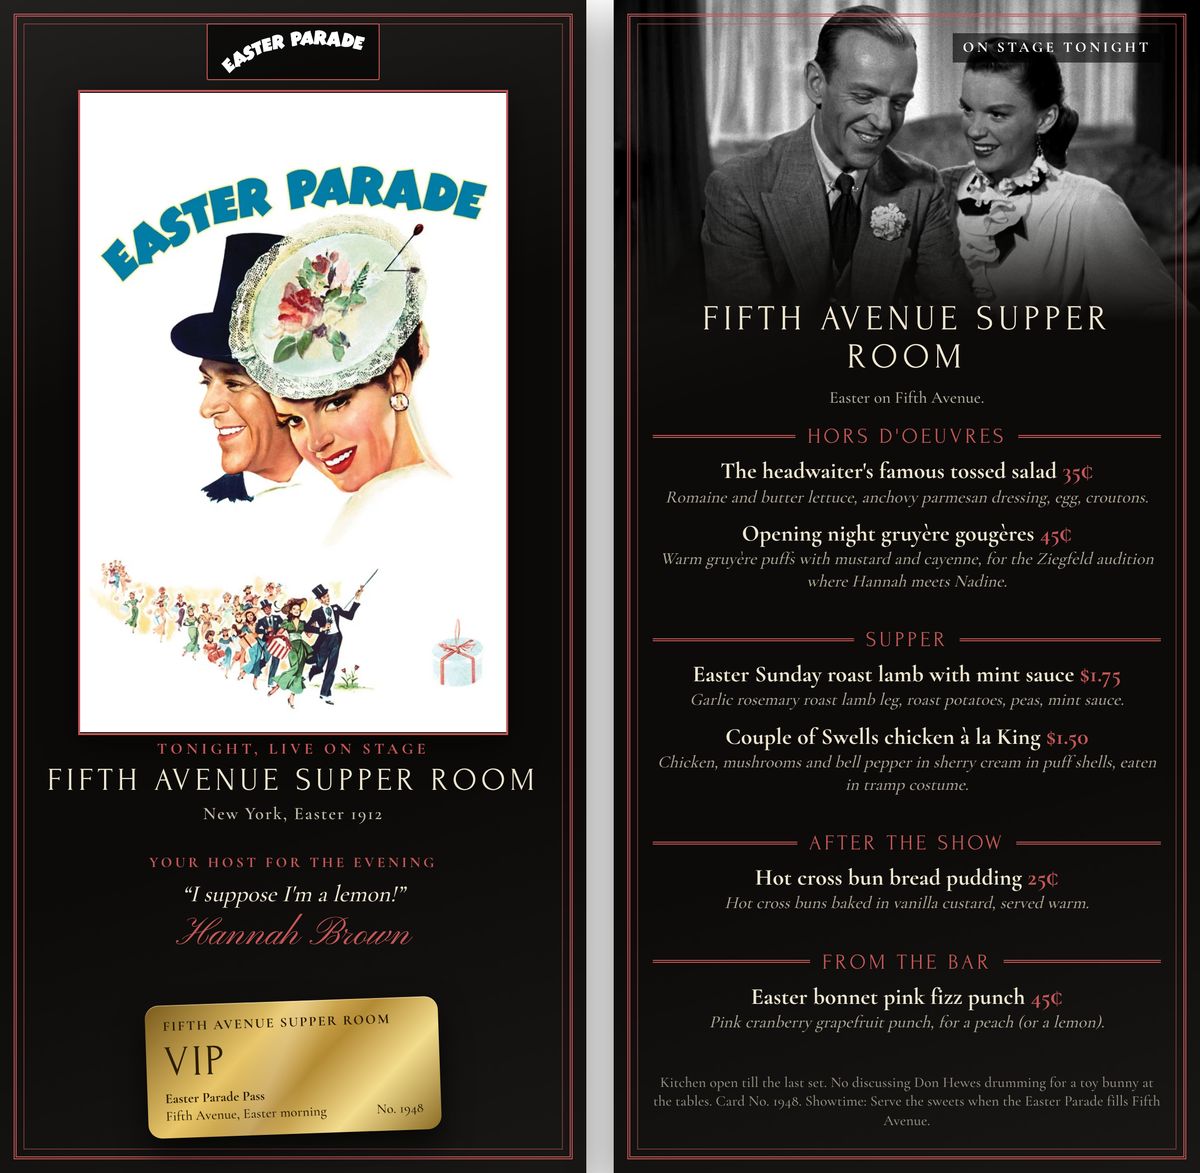 EASTER PARADE
EASTER PARADE
TONIGHT, LIVE ON STAGE
FIFTH AVENUE SUPPER ROOM
New York, Easter 1912
YOUR HOST FOR THE EVENING
“I suppose I'm a lemon!”
Hannah Brown
FIFTH AVENUE SUPPER ROOM
VIP
Easter Parade Pass
Fifth Avenue, Easter morning
No. 1948
ON STAGE TONIGHT
FIFTH AVENUE SUPPER
ROOM
Easter on Fifth Avenue.
HORS D'OEUVRES
The headwaiter's famous tossed salad 35¢
Romaine and butter lettuce, anchovy parmesan dressing, egg, croutons.
Opening night gruyère gougères 45¢
Warm gruyère puffs with mustard and cayenne, for the Ziegfeld audition
where Hannah meets Nadine.
SUPPER
Easter Sunday roast lamb with mint sauce $1.75
Garlic rosemary roast lamb leg, roast potatoes, peas, mint sauce.
Couple of Swells chicken à la King $1.50
Chicken, mushrooms and bell pepper in sherry cream in puff shells, eaten
in tramp costume.
AFTER THE SHOW
Hot cross bun bread pudding 25¢
Hot cross buns baked in vanilla custard, served warm.
FROM THE BAR
Easter bonnet pink fizz punch 45¢
Pink cranberry grapefruit punch, for a peach (or a lemon).
Kitchen open till the last set. No discussing Don Hewes drumming for a toy bunny at
the tables. Card No. 1948. Showtime: Serve the sweets when the Easter Parade fills Fifth
Avenue.